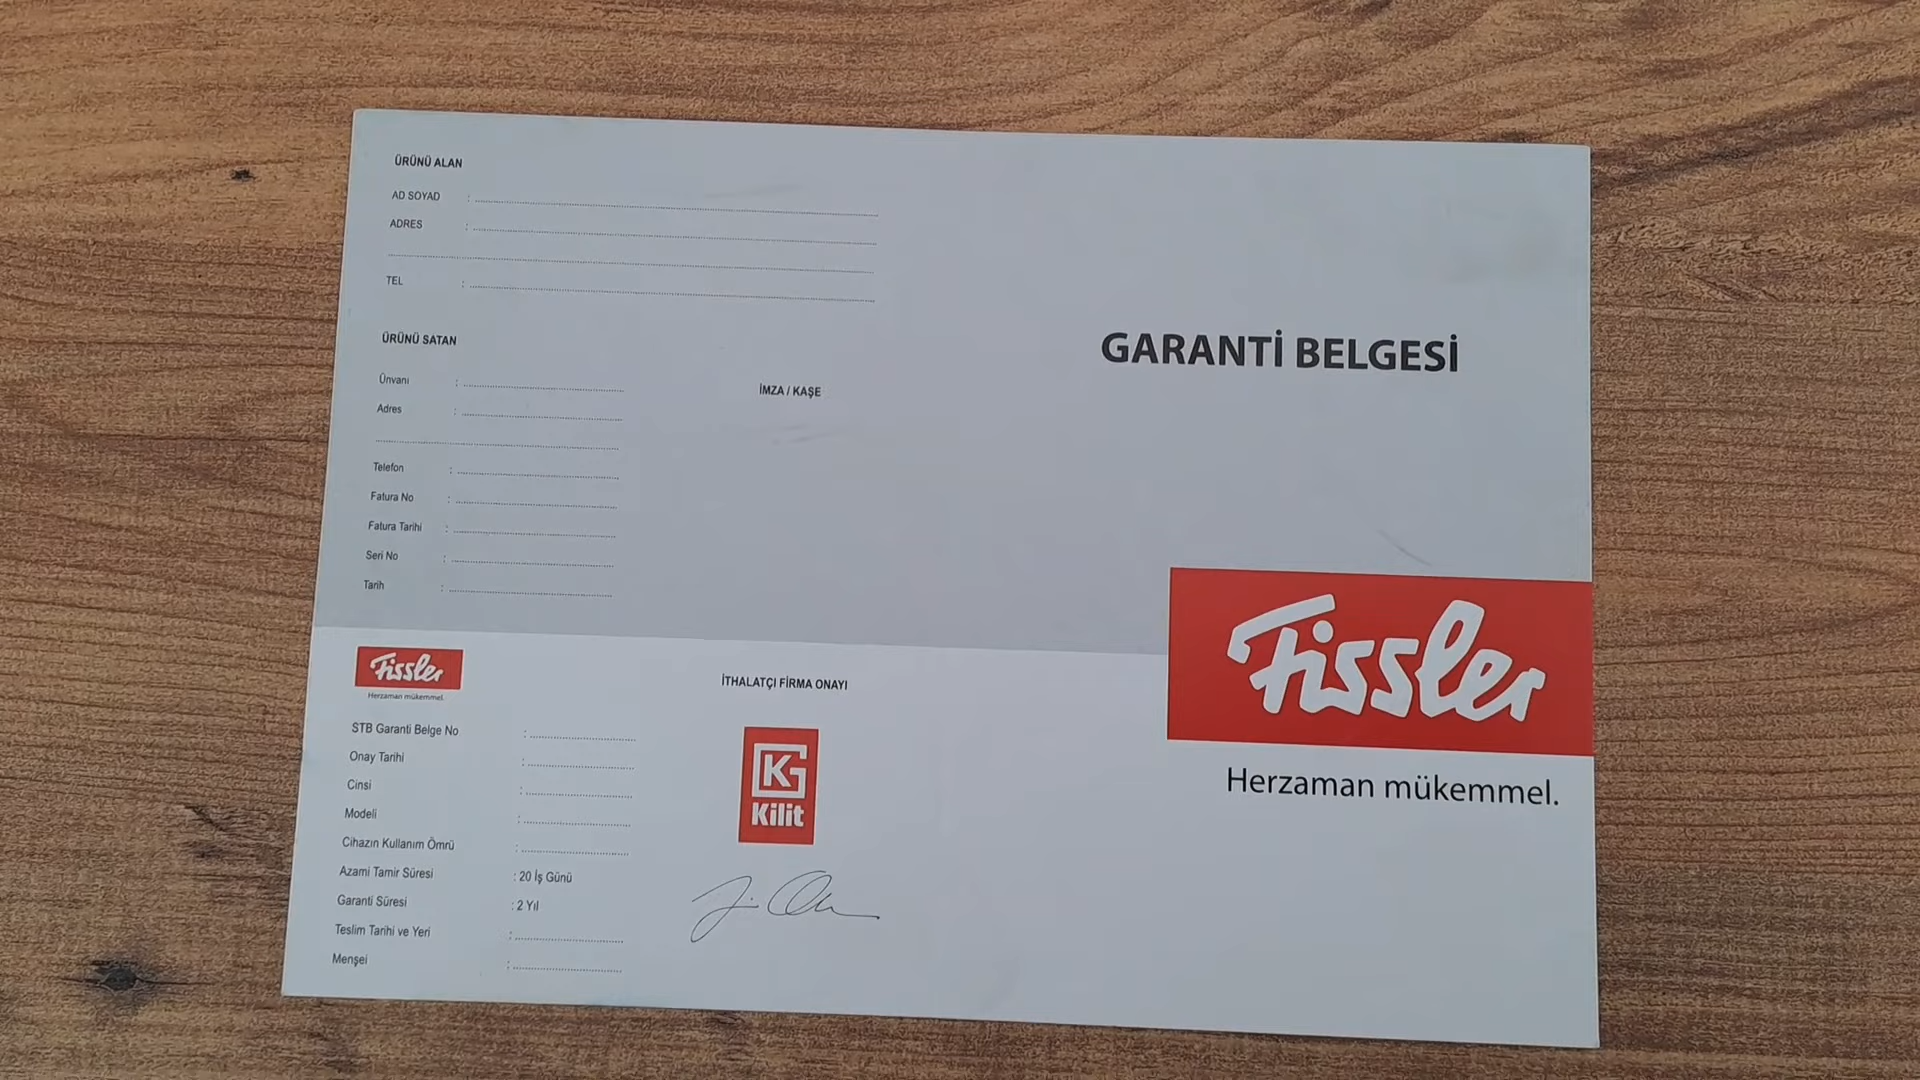 ÜRÜNÜ ALAN
AD SOYAD :
ADRES :
TEL :
ÜRÜNÜ SATAN
Ünvanı :
Adres :
Telefon :
Fatura No :
Fatura Tarihi :
Seri No :
Tarih :
İMZA / KAŞE
Fissler
Herzaman mükemmel.
STB Garanti Belge No :
Onay Tarihi :
Cinsi :
Modeli :
Cihazın Kullanım Ömrü :
Azami Tamir Süresi : 20 İş Günü
Garanti Süresi : 2 Yıl
Teslim Tarihi ve Yeri :
Menşei :
İTHALATÇI FİRMA ONAYI
KG
Kilit
GARANTİ BELGESİ
Fissler
Herzaman mükemmel.